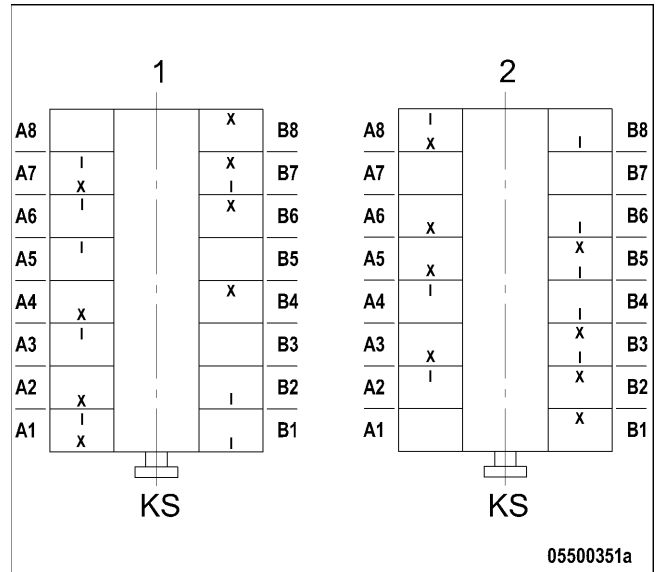 1
A8 X B8
A7 I X B7
X I
A6 I X B6
A5 I B5
A4 X B4
X
A3 I B3
A2 X I B2
A1 I B1
X I
KS
2
A8 I B8
X I
A7 B7
A6 X I B6
A5 X B5
X I
A4 I B4
I
A3 X B3
X I
A2 I X B2
A1 X B1
KS
05500351a